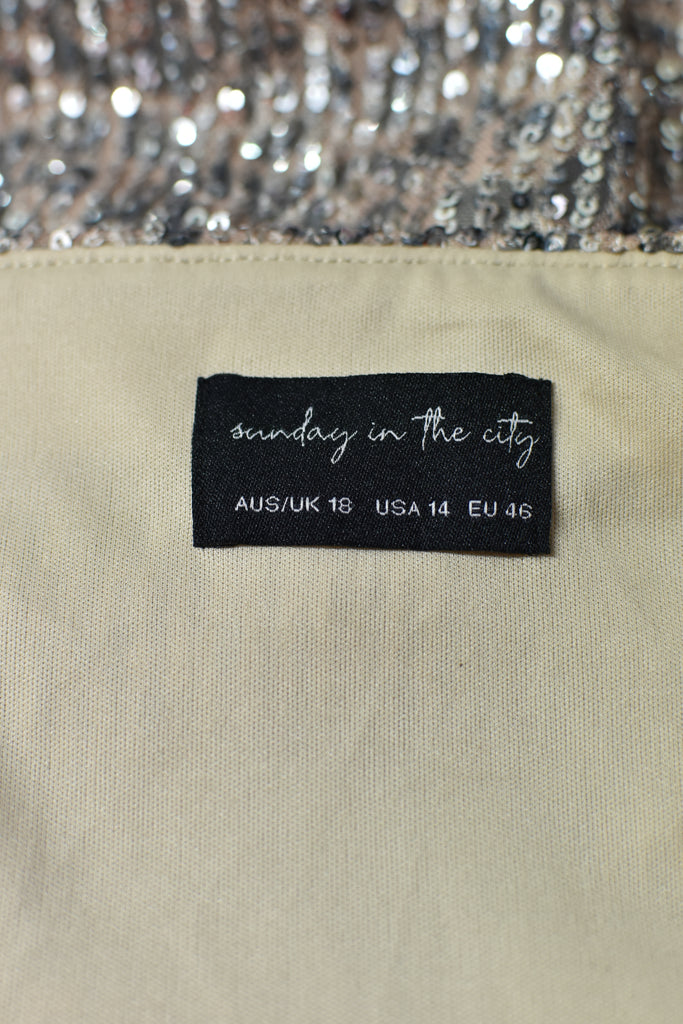 sunday in the city
AUS/UK 18 USA 14 EU 46